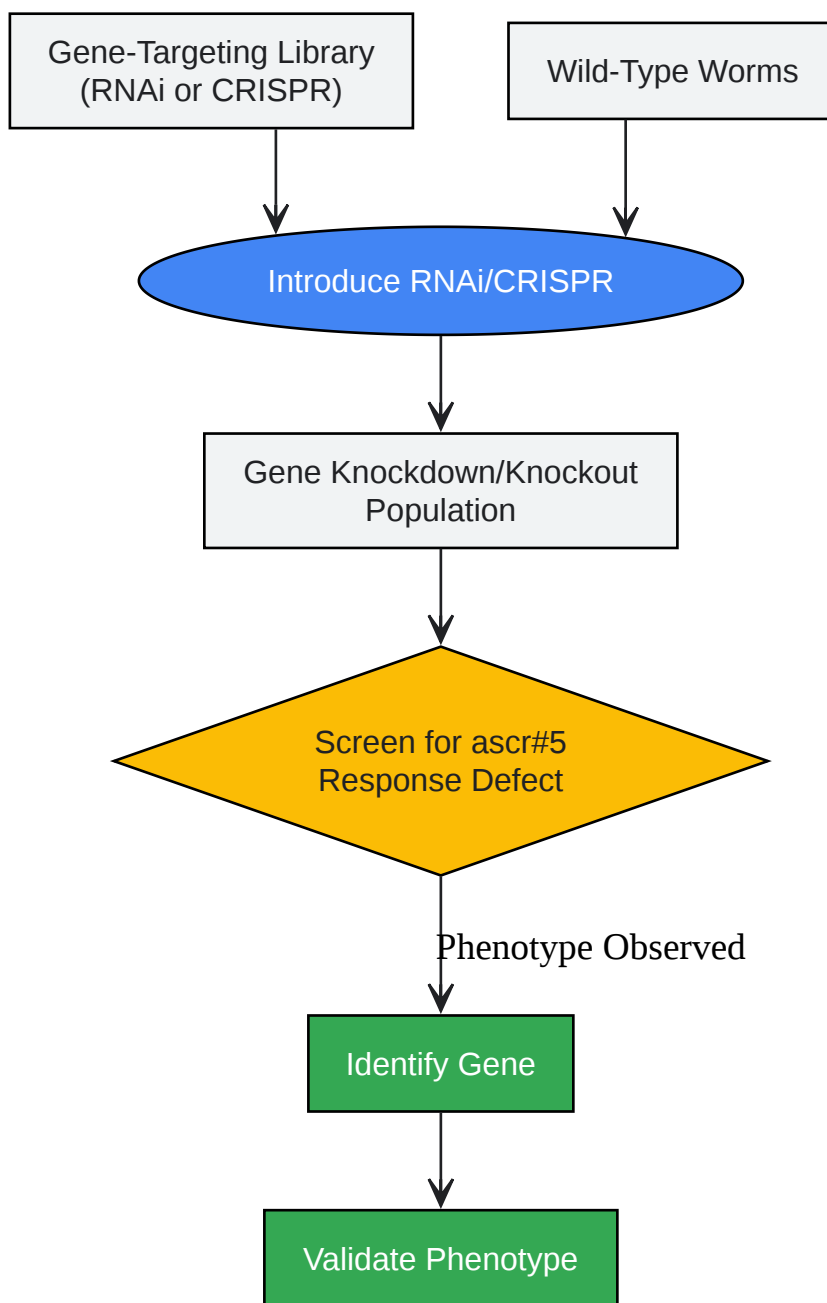 Gene-Targeting Library
(RNAi or CRISPR)
Wild-Type Worms
Introduce RNAi/CRISPR
Gene Knockdown/Knockout
Population
Screen for ascr#5
Response Defect
Phenotype Observed
Identify Gene
Validate Phenotype